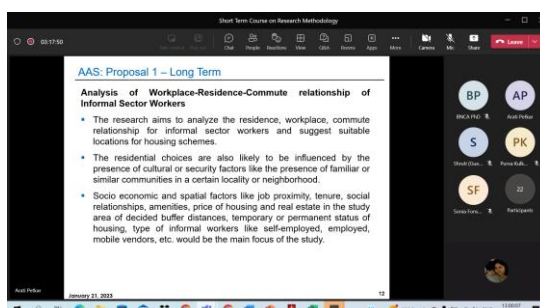 Short Term Course on Research Methodology
03:17:50
Chat People Reactions View Q&A Rooms Apps More Camera Mic Share Leave
AAS: Proposal 1 – Long Term
Analysis of Workplace-Residence-Commute relationship of
Informal Sector Workers
▪ The research aims to analyze the residence, workplace, commute
relationship for informal sector workers and suggest suitable
locations for housing schemes.
▪ The residential choices are also likely to be influenced by the
presence of cultural or security factors like the presence of familiar or
similar communities in a certain locality or neighborhood.
▪ Socio economic and spatial factors like job proximity, tenure, social
relationships, amenities, price of housing and real estate in the study
area of decided buffer distances, temporary or permanent status of
housing, type of informal workers like self-employed, employed,
mobile vendors, etc. would be the main focus of the study.
January 21, 2023
12
Arati Petkar
BP
AP
BNCA PhD
Arati Petkar
S
PK
SF
22
Participants